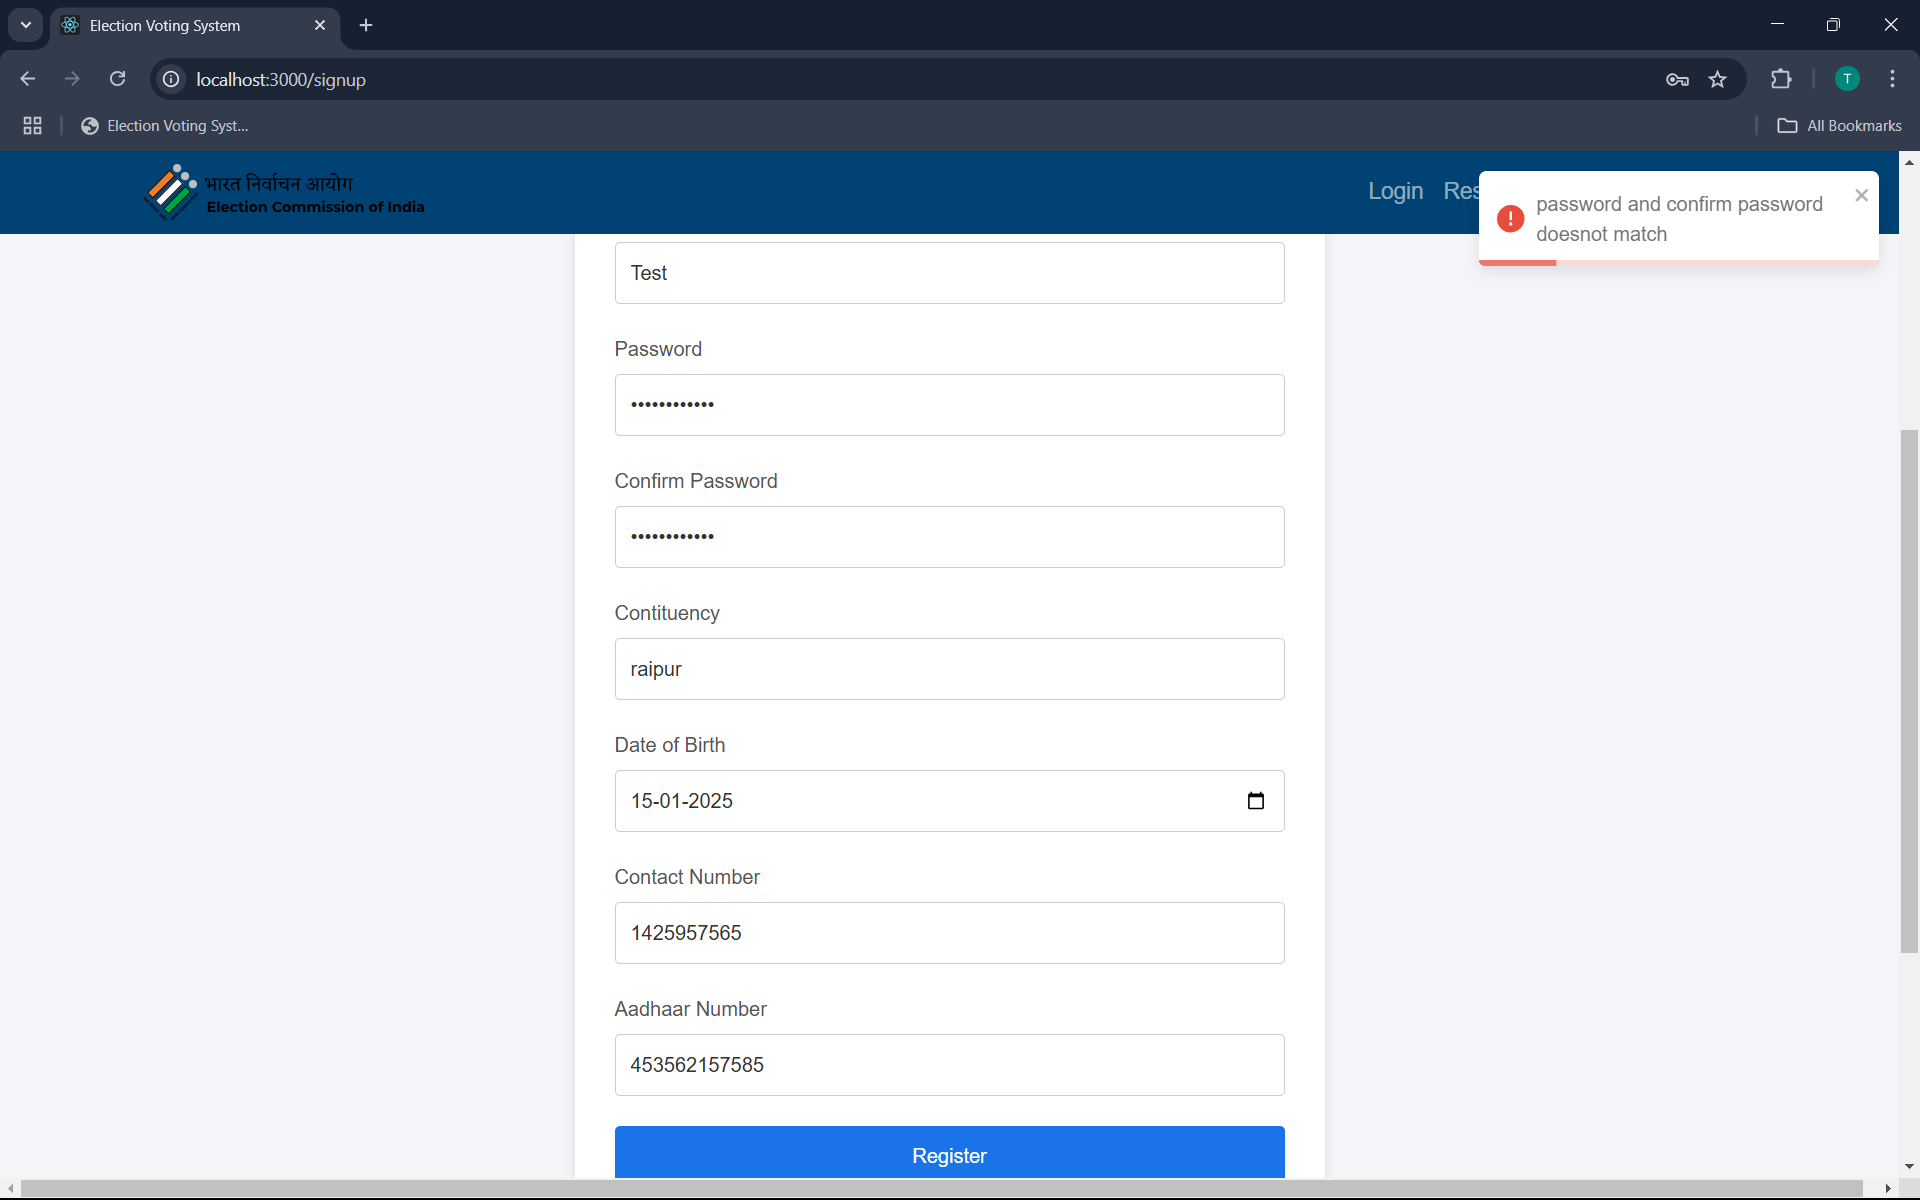 Election Voting System
localhost:3000/signup
T
Election Voting Syst...
All Bookmarks
भारत निर्वाचन आयोग
Election Commission of India
Login Res
password and confirm password
doesnot match
Test
Password
••••••••••••
Confirm Password
••••••••••••
Contituency
raipur
Date of Birth
15-01-2025
Contact Number
1425957565
Aadhaar Number
453562157585
Register